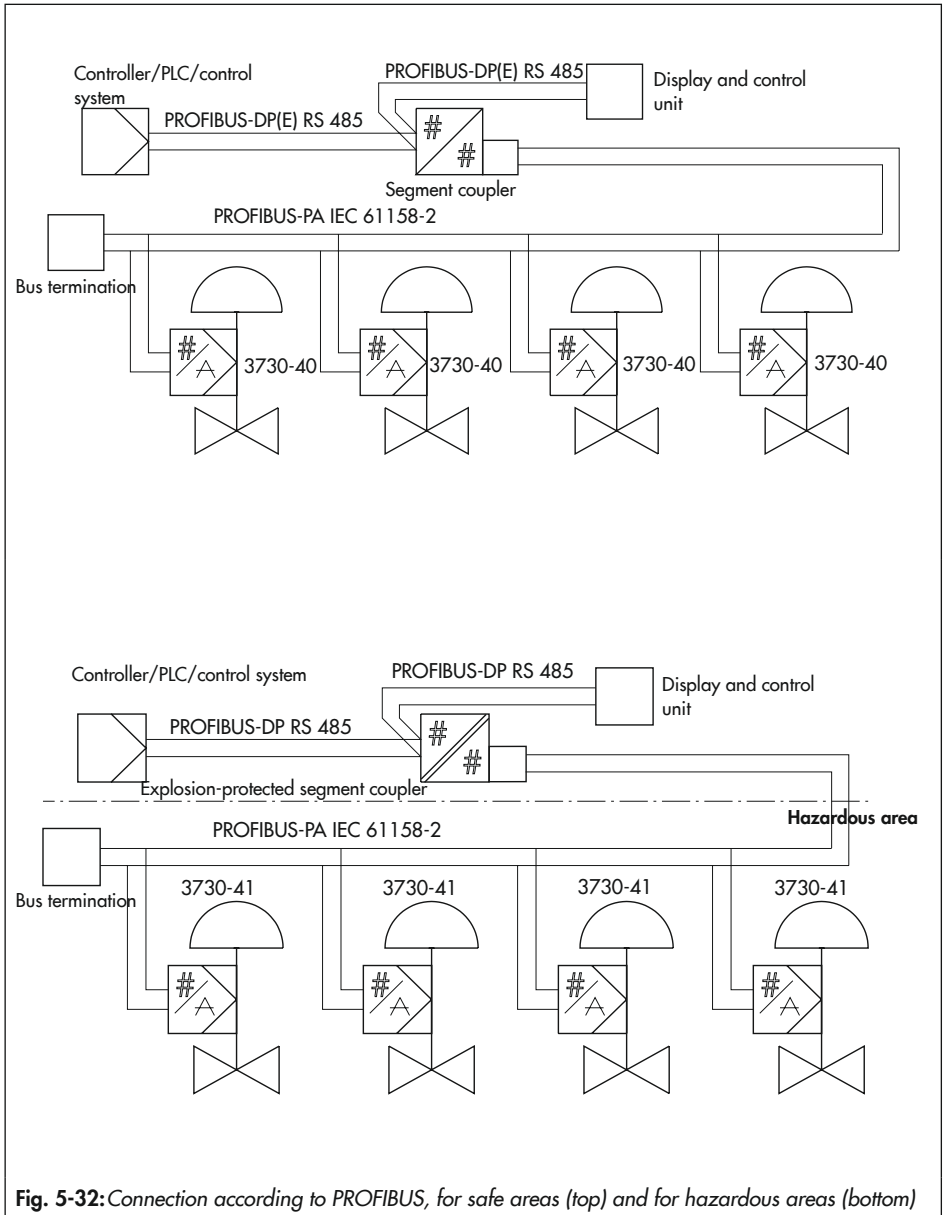 PROFIBUS-DP(E) RS 485
Controller/PLC/control
system
Display and control
unit
PROFIBUS-DP(E) RS 485
#
#
Segment coupler
PROFIBUS-PA IEC 61158-2
Bus termination
#
A
3730-40
#
A
3730-40
#
A
3730-40
#
A
3730-40
Controller/PLC/control system
PROFIBUS-DP RS 485
Display and control
unit
PROFIBUS-DP RS 485
#
#
Explosion-protected segment coupler
Hazardous area
PROFIBUS-PA IEC 61158-2
Bus termination
3730-41
3730-41
3730-41
3730-41
#
A
#
A
#
A
#
A
Fig. 5-32: Connection according to PROFIBUS, for safe areas (top) and for hazardous areas (bottom)